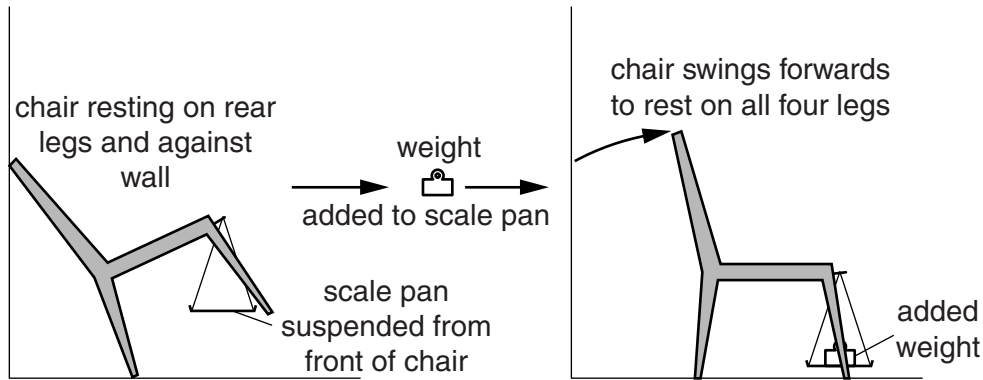 chair resting on rear
legs and against
wall
weight
added to scale pan
scale pan
suspended from
front of chair
chair swings forwards
to rest on all four legs
added
weight